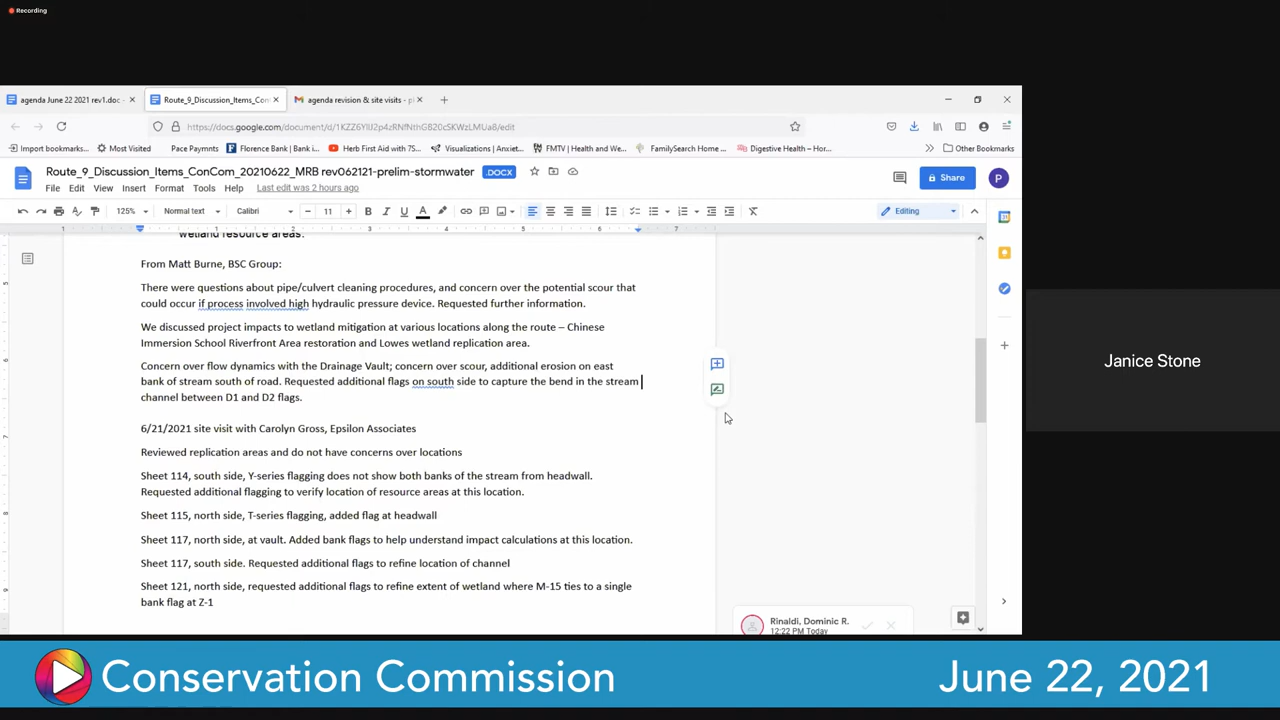 Recording
agenda June 22 2021 rev1.doc
Route_9_Discussion_Items_Con
agenda revision & site visits - pl
https://docs.google.com/document/d/
Import bookmarks...
Most Visited
Pace Paymnts
Florence Bank | Bank i...
Herb First Aid with 7S...
Visualizations | Anxiet...
FMTV | Health and We...
FamilySearch Home ...
Digestive Health – Hor...
Other Bookmarks
Route_9_Discussion_Items_ConCom_20210622_MRB rev062121-prelim-stormwater
.DOCX
Share
P
File Edit View Insert Format Tools Help Last edit was 2 hours ago
125% Normal text Calibri 11 B I U A Editing
1 1 2 3 4 5 6 7
wetland resource areas.
From Matt Burne, BSC Group:
There were questions about pipe/culvert cleaning procedures, and concern over the potential scour that
could occur if process involved high hydraulic pressure device. Requested further information.
We discussed project impacts to wetland mitigation at various locations along the route – Chinese
Immersion School Riverfront Area restoration and Lowes wetland replication area.
Concern over flow dynamics with the Drainage Vault; concern over scour, additional erosion on east
bank of stream south of road. Requested additional flags on south side to capture the bend in the stream
channel between D1 and D2 flags.
6/21/2021 site visit with Carolyn Gross, Epsilon Associates
Reviewed replication areas and do not have concerns over locations
Sheet 114, south side, Y-series flagging does not show both banks of the stream from headwall.
Requested additional flagging to verify location of resource areas at this location.
Sheet 115, north side, T-series flagging, added flag at headwall
Sheet 117, north side, at vault. Added bank flags to help understand impact calculations at this location.
Sheet 117, south side. Requested additional flags to refine location of channel
Sheet 121, north side, requested additional flags to refine extent of wetland where M-15 ties to a single
bank flag at Z-1
Rinaldi, Dominic R.
12:22 PM Today
Janice Stone
Conservation Commission
June 22, 2021